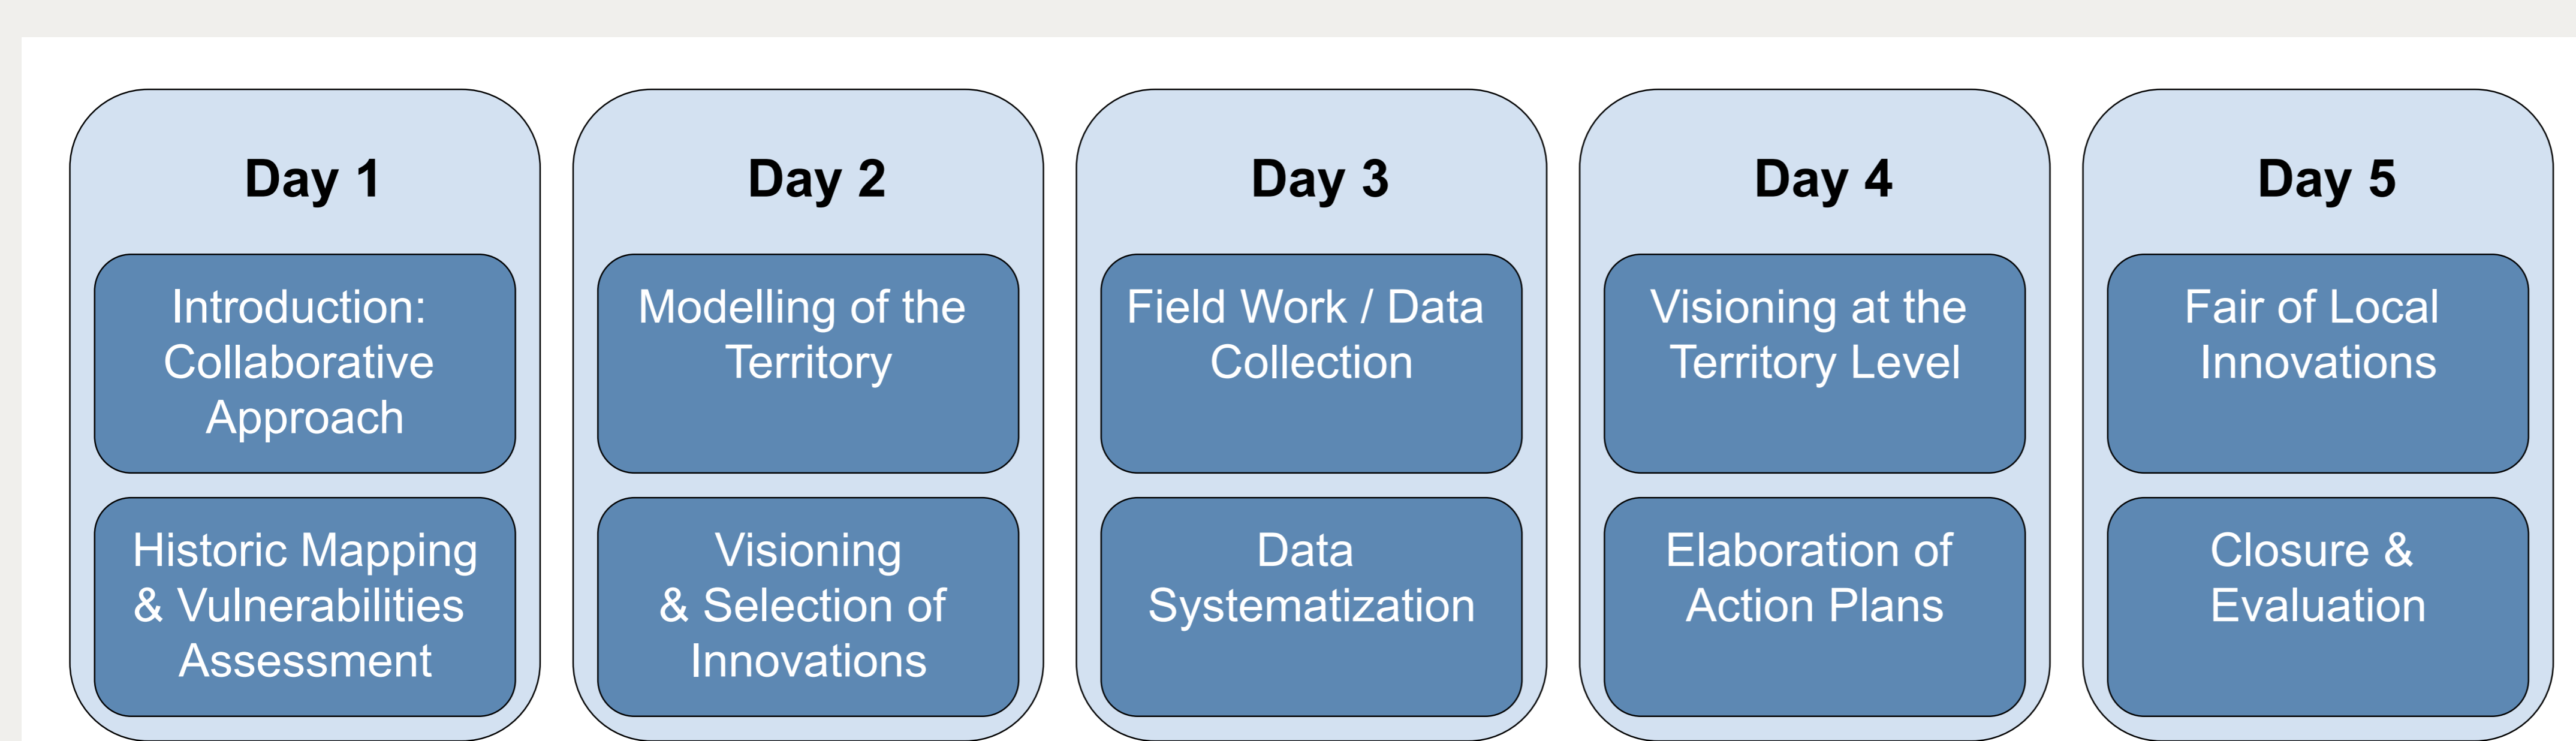 Day 1
Introduction:
Collaborative
Approach
Historic Mapping
& Vulnerabilities
Assessment
Day 2
Modelling of the
Territory
Visioning
& Selection of
Innovations
Day 3
Field Work / Data
Collection
Data
Systematization
Day 4
Visioning at the
Territory Level
Elaboration of
Action Plans
Day 5
Fair of Local
Innovations
Closure &
Evaluation